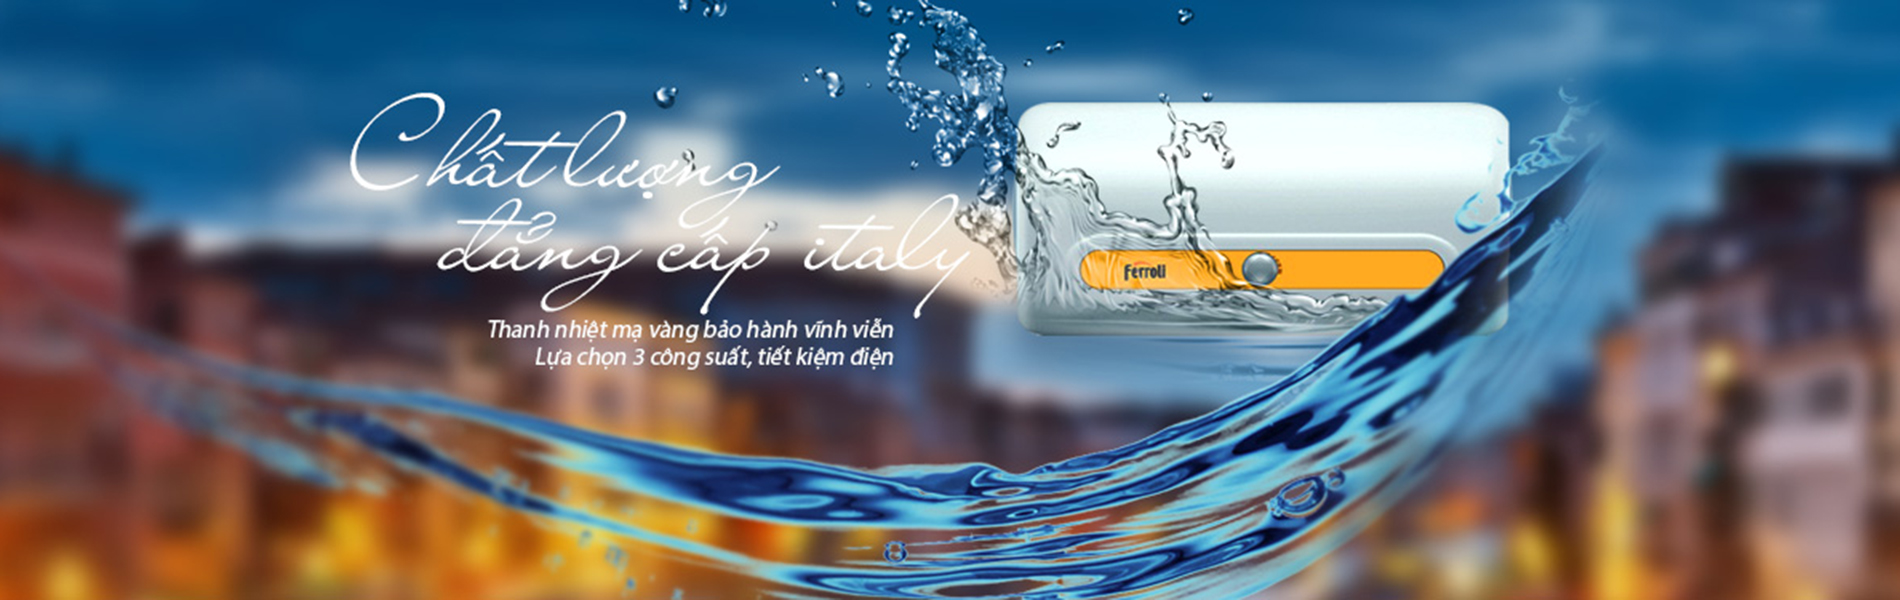 Chất lượng
đẳng cấp italy
Thanh nhiệt mạ vàng bảo hành vĩnh viễn
Lựa chọn 3 công suất, tiết kiệm điện
Ferroli